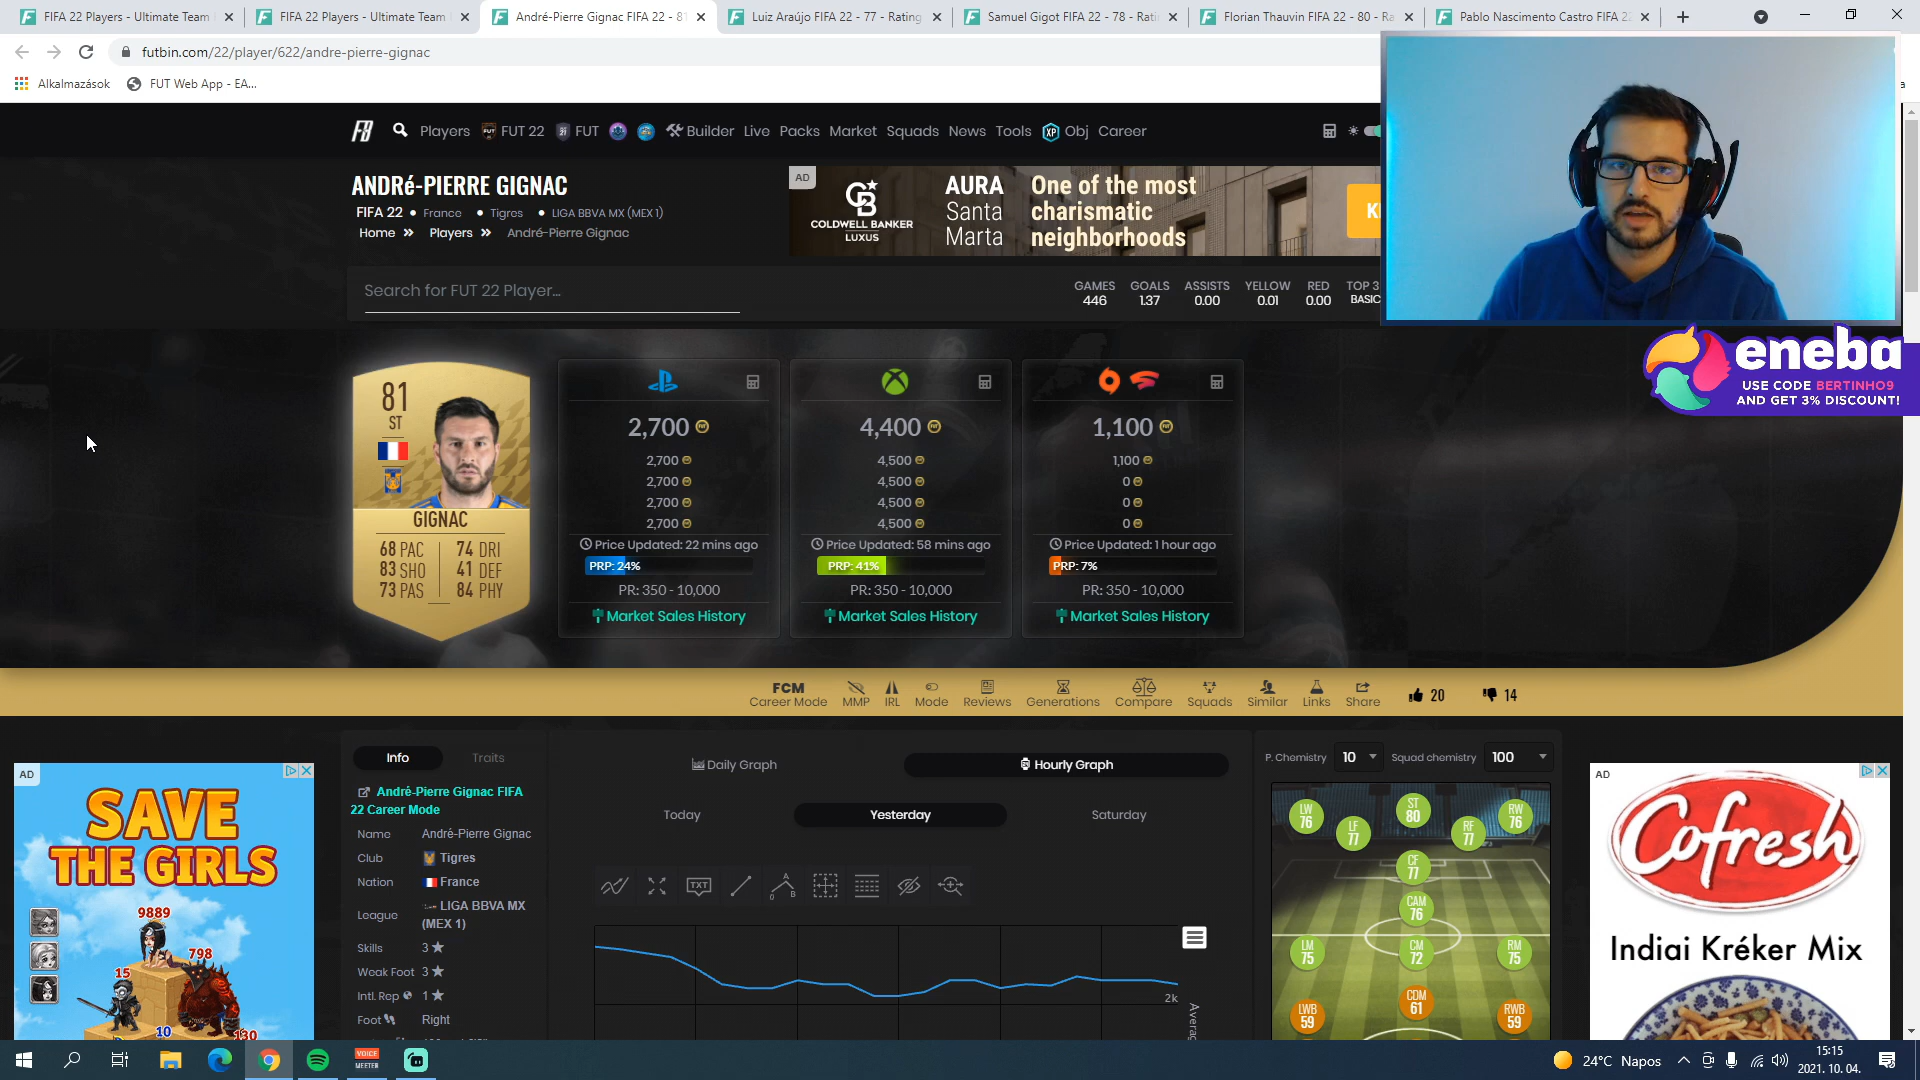 FIFA 22 Players - Ultimate Team
FIFA 22 Players - Ultimate Team
André-Pierre Gignac FIFA 22 - 81
Luiz Araújo FIFA 22 - 77 - Rating
Samuel Gigot FIFA 22 - 78 - Rati
Florian Thauvin FIFA 22 - 80 - Ra
Pablo Nascimento Castro FIFA 22
futbin.com/22/player/622/andre-pierre-gignac
Alkalmazások
FUT Web App - EA...
Players
FUT 22
FUT
Builder
Live
Packs
Market
Squads
News
Tools
XP
Obj
Career
ANDRé-PIERRE GIGNAC
FIFA 22 • France • Tigres • LIGA BBVA MX (MEX 1)
Home » Players » André-Pierre Gignac
AD
COLDWELL BANKER
LUXUS
AURA
Santa
Marta
One of the most
charismatic
neighborhoods
Search for FUT 22 Player...
GAMES
446
GOALS
1.37
ASSISTS
0.00
YELLOW
0.01
RED
0.00
TOP 3
BASIC
eneba
USE CODE BERTINHO9
AND GET 3% DISCOUNT!
81
ST
GIGNAC
68 PAC 74 DRI
83 SHO 41 DEF
73 PAS 84 PHY
2,700
2,700
2,700
2,700
2,700
Price Updated: 22 mins ago
PRP: 24%
PR: 350 - 10,000
Market Sales History
4,400
4,500
4,500
4,500
4,500
Price Updated: 58 mins ago
PRP: 41%
PR: 350 - 10,000
Market Sales History
1,100
1,100
0
0
0
Price Updated: 1 hour ago
PRP: 7%
PR: 350 - 10,000
Market Sales History
FCM
Career Mode
MMP
IRL
Mode
Reviews
Generations
Compare
Squads
Similar
Links
Share
20
14
AD
SAVE
THE GIRLS
9889
798
15
10
130
Info
Traits
André-Pierre Gignac FIFA
22 Career Mode
Name André-Pierre Gignac
Club Tigres
Nation France
League LIGA BBVA MX
(MEX 1)
Skills 3
Weak Foot 3
Intl. Rep 1
Foot Right
Daily Graph
Hourly Graph
Today
Yesterday
Saturday
TXT
2k
P. Chemistry 10
Squad chemistry 100
LW
76
ST
80
RW
76
LF
77
RF
77
CF
77
CAM
76
LM
75
CM
72
RM
75
LWB
59
CDM
61
RWB
59
AD
Cofresh
Indiai Kréker Mix
VOICE
MEETER
24°C Napos
15:15
2021. 10. 04.